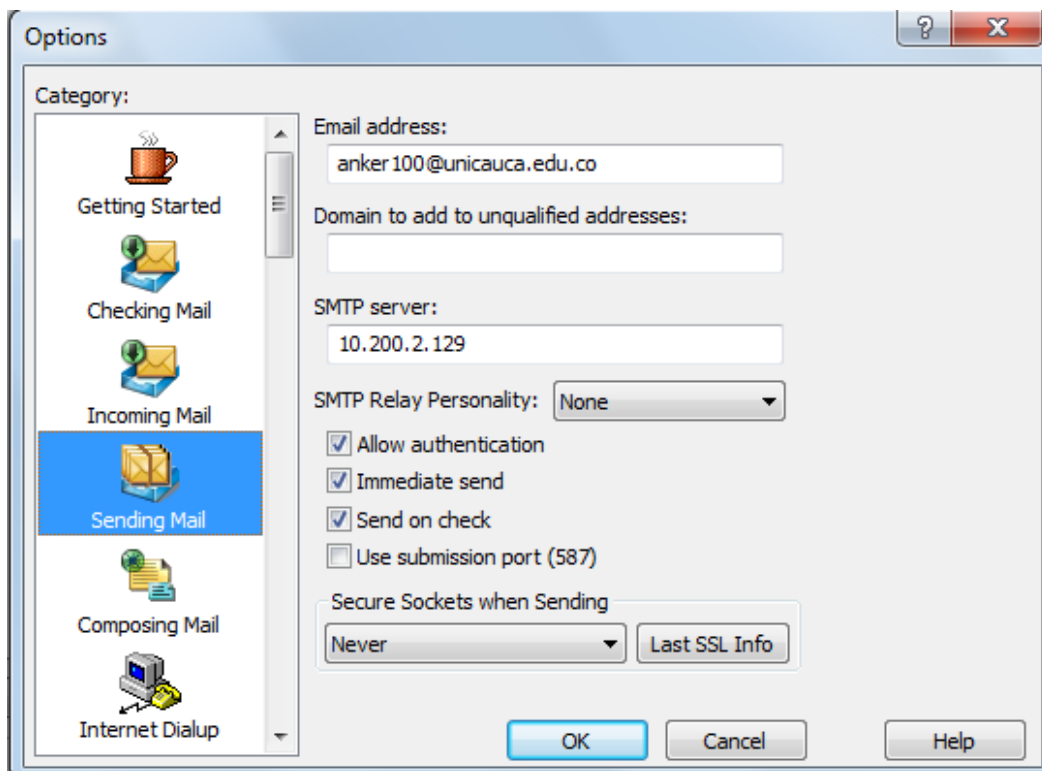 Options
Category:
Getting Started
Checking Mail
Incoming Mail
Sending Mail
Composing Mail
Internet Dialup
Email address:
anker100@unicauca.edu.co
Domain to add to unqualified addresses:
SMTP server:
10.200.2.129
SMTP Relay Personality: None
Allow authentication
Immediate send
Send on check
Use submission port (587)
Secure Sockets when Sending
Never Last SSL Info
OK Cancel Help